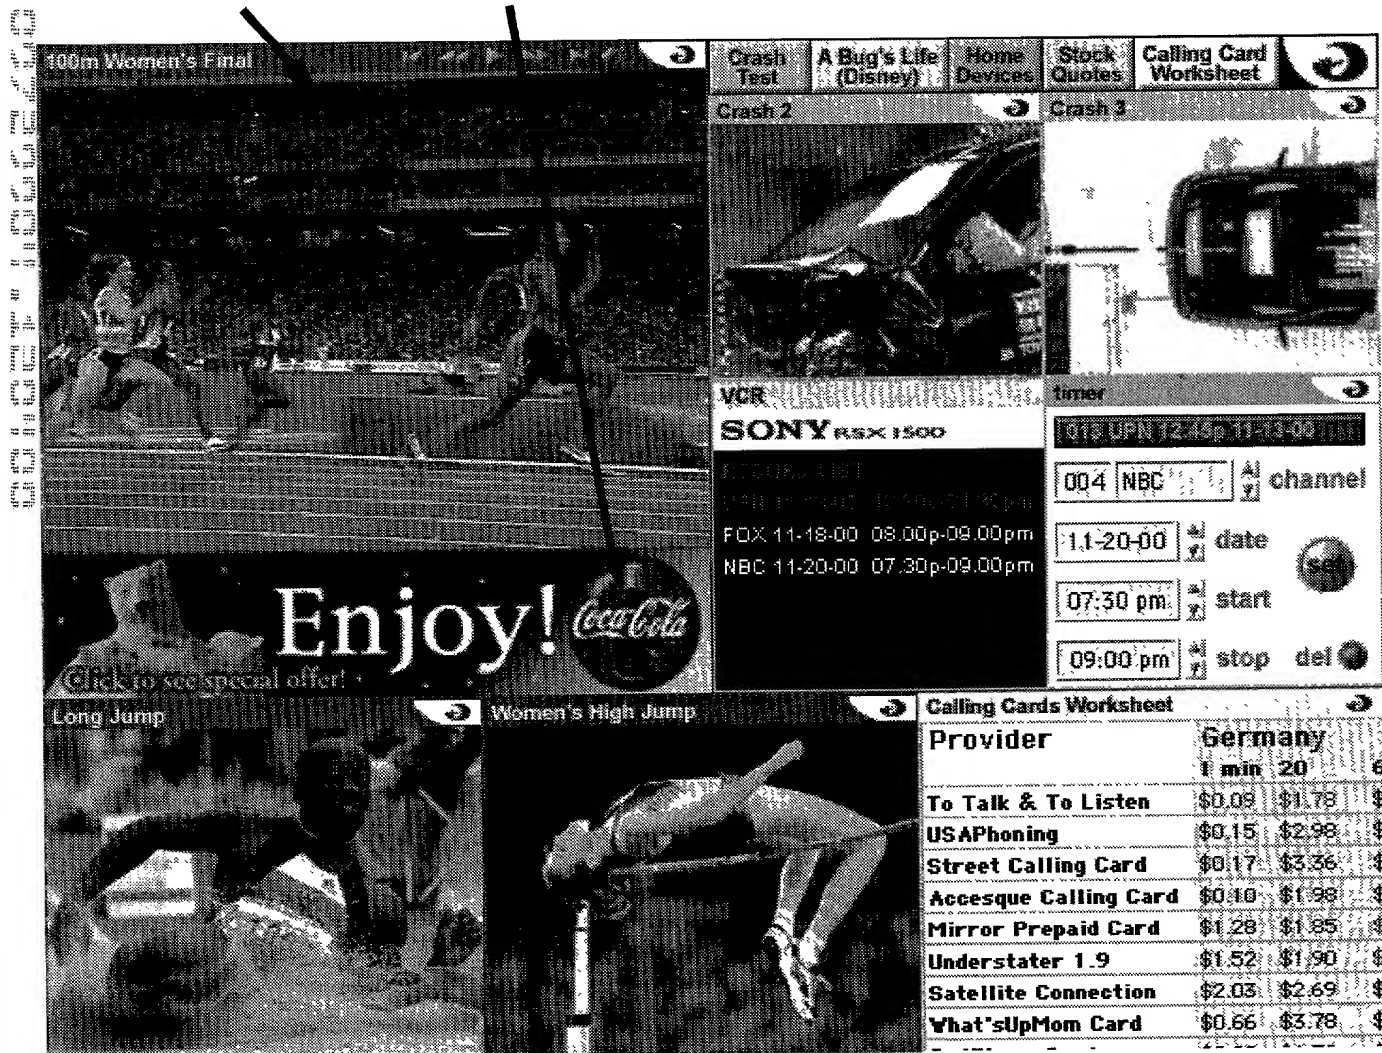 100m Women's Final
Crash Test
A Bug's Life (Disney)
Home Devices
Stock Quotes
Calling Card Worksheet
Crash 2
Crash 3
VCR
SONY RSX 1500
FOX 11-18-00 08.00p-09.00pm
NBC 11-20-00 07.30p-09.00pm
timer
004 NBC channel
11-20-00 date
set
07:30 pm start
09:00 pm stop del
Enjoy! Coca-Cola
Click to see special offer!
Long Jump
Women's High Jump
Calling Cards Worksheet
Provider Germany
1 min 20 6
To Talk & To Listen $0.09 $1.78 $
USAPhoning $0.15 $2.98 $
Street Calling Card $0.17 $3.36 $
Accesque Calling Card $0.10 $1.98 $
Mirror Prepaid Card $1.28 $1.85 $
Understater 1.9 $1.52 $1.90 $
Satellite Connection $2.03 $2.69 $
What'sUpMom Card $0.66 $3.78 $